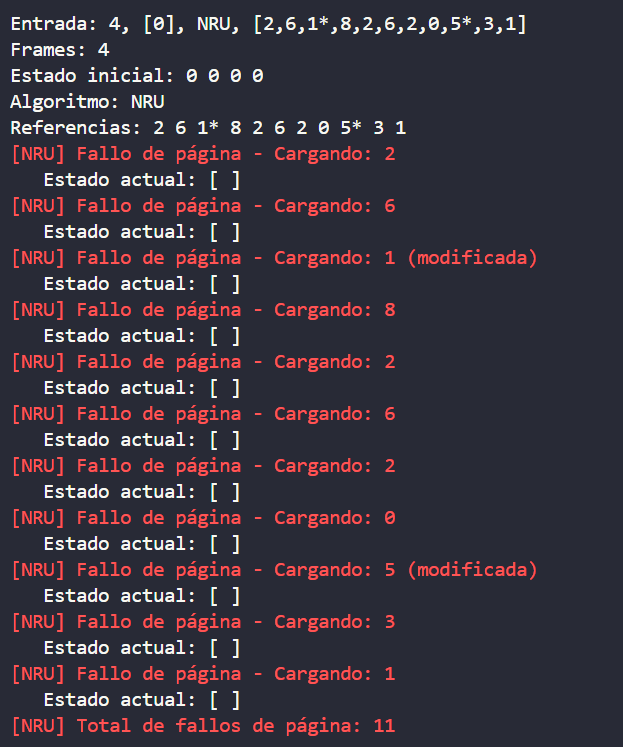 Entrada: 4, [0], NRU, [2,6,1*,8,2,6,2,0,5*,3,1]
Frames: 4
Estado inicial: 0 0 0 0
Algoritmo: NRU
Referencias: 2 6 1* 8 2 6 2 0 5* 3 1
[NRU] Fallo de página - Cargando: 2
Estado actual: [ ]
[NRU] Fallo de página - Cargando: 6
Estado actual: [ ]
[NRU] Fallo de página - Cargando: 1 (modificada)
Estado actual: [ ]
[NRU] Fallo de página - Cargando: 8
Estado actual: [ ]
[NRU] Fallo de página - Cargando: 2
Estado actual: [ ]
[NRU] Fallo de página - Cargando: 6
Estado actual: [ ]
[NRU] Fallo de página - Cargando: 2
Estado actual: [ ]
[NRU] Fallo de página - Cargando: 0
Estado actual: [ ]
[NRU] Fallo de página - Cargando: 5 (modificada)
Estado actual: [ ]
[NRU] Fallo de página - Cargando: 3
Estado actual: [ ]
[NRU] Fallo de página - Cargando: 1
Estado actual: [ ]
[NRU] Total de fallos de página: 11